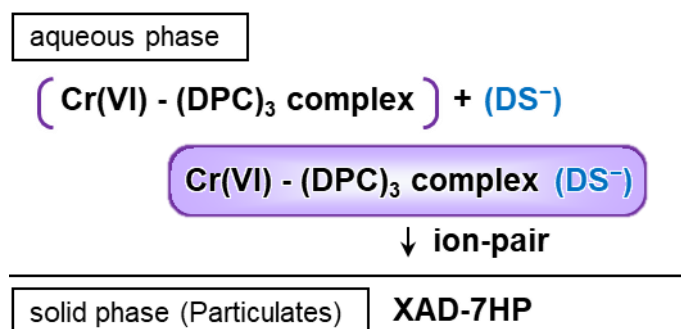 aqueous phase
( Cr(VI) - (DPC)₃ complex ) + (DS⁻)
Cr(VI) - (DPC)₃ complex (DS⁻)
↓ ion-pair
solid phase (Particulates) XAD-7HP